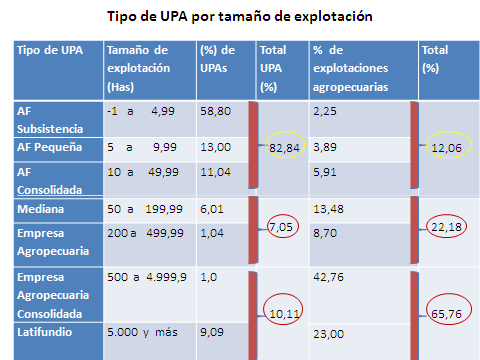 Tipo de UPA por tamaño de explotación
Tipo de UPA Tamaño de explotación (Has) (%) de UPAs Total UPA (%) % de explotaciones agropecuarias Total (%)
AF Subsistencia -1 a 4,99 58,80 2,25
AF Pequeña 5 a 9,99 13,00 82,84 3,89 12,06
AF Consolidada 10 a 49,99 11,04 5,91
Mediana 50 a 199,99 6,01 7,05 13,48 22,18
Empresa Agropecuaria 200 a 499,99 1,04 8,70
Empresa Agropecuaria Consolidada 500 a 4.999,9 1,0 10,11 42,76 65,76
Latifundio 5.000 y más 9,09 23,00